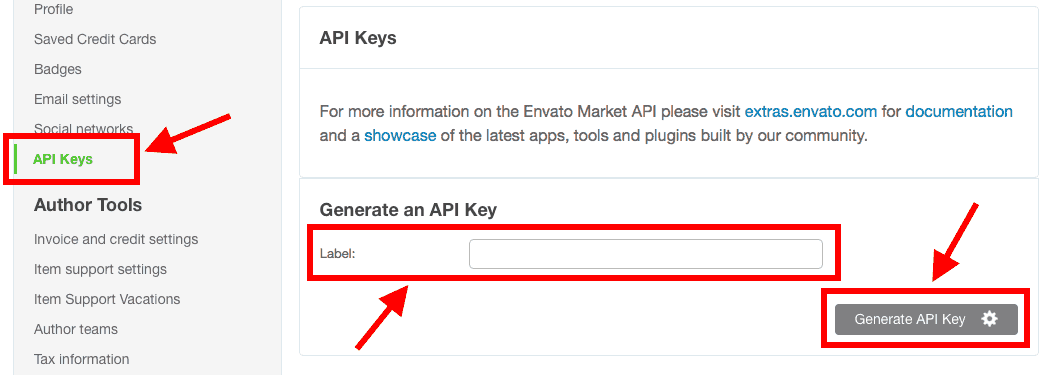 Profile
Saved Credit Cards
Badges
Email settings
Social networks
API Keys
Author Tools
Invoice and credit settings
Item support settings
Item Support Vacations
Author teams
Tax information
API Keys
For more information on the Envato Market API please visit extras.envato.com for documentation
and a showcase of the latest apps, tools and plugins built by our community.
Generate an API Key
Label:
Generate API Key